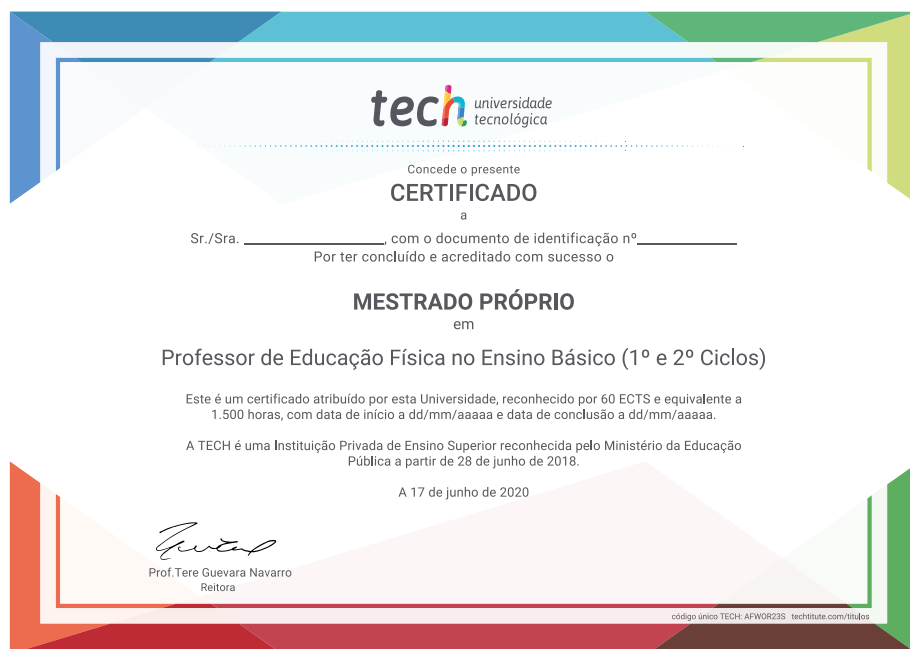 tech universidade
tecnológica
Concede o presente
CERTIFICADO
a
Sr./Sra. ______________, com o documento de identificação nº__________
Por ter concluído e acreditado com sucesso o
MESTRADO PRÓPRIO
em
Professor de Educação Física no Ensino Básico (1º e 2º Ciclos)
Este é um certificado atribuído por esta Universidade, reconhecido por 60 ECTS e equivalente a
1.500 horas, com data de início a dd/mm/aaaaa e data de conclusão a dd/mm/aaaaa.
A TECH é uma Instituição Privada de Ensino Superior reconhecida pelo Ministério da Educação
Pública a partir de 28 de junho de 2018.
A 17 de junho de 2020
Prof.Tere Guevara Navarro
Reitora
código único TECH: AFWOR23S techtitute.com/titulos